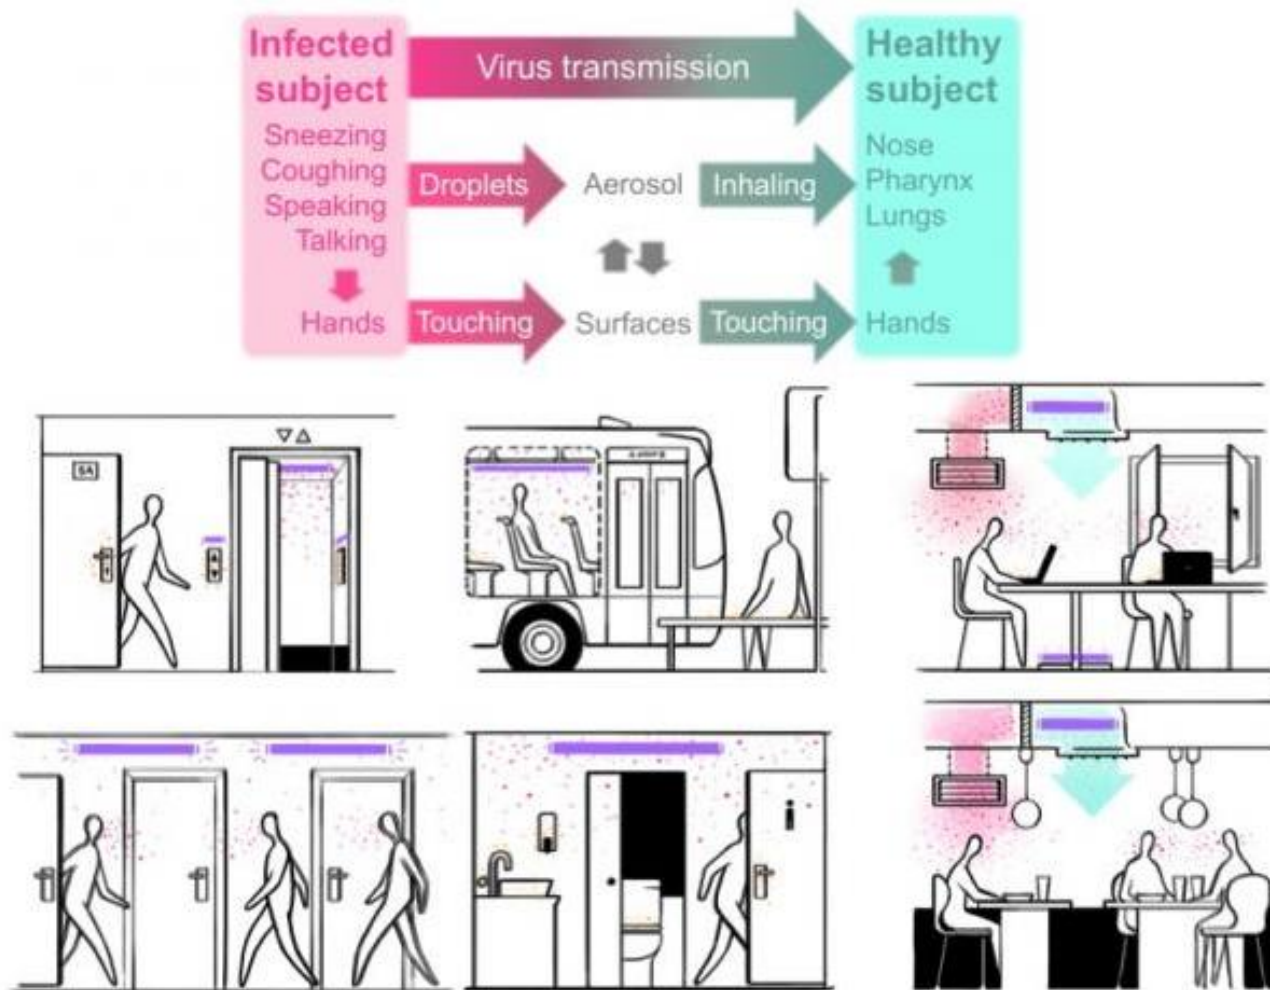 Infected
subject
Virus transmission
Healthy
subject
Sneezing
Coughing
Speaking
Talking
Droplets
Aerosol
Inhaling
Nose
Pharynx
Lungs
Hands
Touching
Surfaces
Touching
Hands
5A